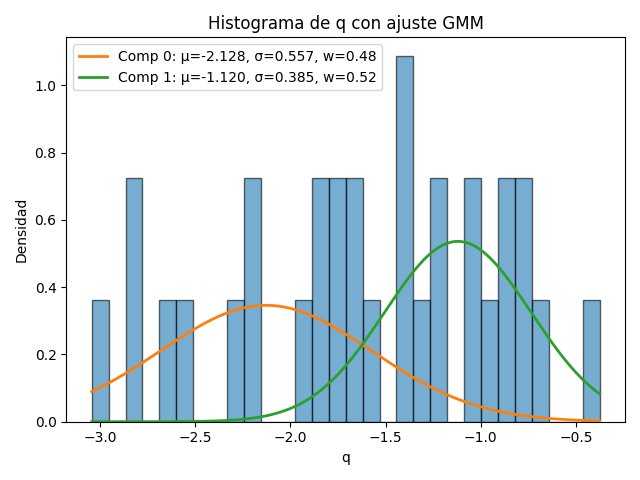 Histograma de q con ajuste GMM
Comp 0: μ=-2.128, σ=0.557, w=0.48
Comp 1: μ=-1.120, σ=0.385, w=0.52
Densidad
1.0
0.8
0.6
0.4
0.2
0.0
−3.0 −2.5 −2.0 −1.5 −1.0 −0.5
q